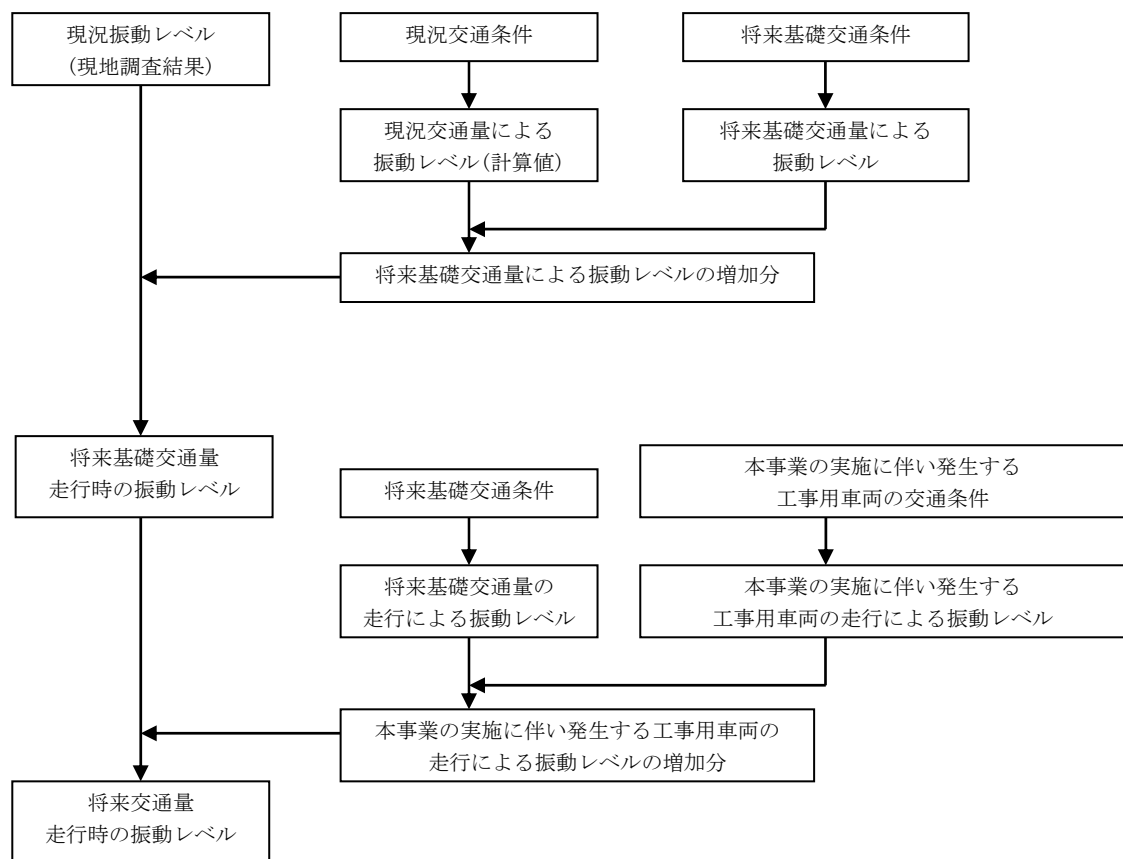 現況振動レベル
(現地調査結果)
現況交通条件
将来基礎交通条件
現況交通量による
振動レベル(計算値)
将来基礎交通量による
振動レベル
将来基礎交通量による振動レベルの増加分
将来基礎交通量
走行時の振動レベル
将来基礎交通条件
本事業の実施に伴い発生する
工事用車両の交通条件
将来基礎交通量の
走行による振動レベル
本事業の実施に伴い発生する
工事用車両の走行による振動レベル
本事業の実施に伴い発生する工事用車両の
走行による振動レベルの増加分
将来交通量
走行時の振動レベル